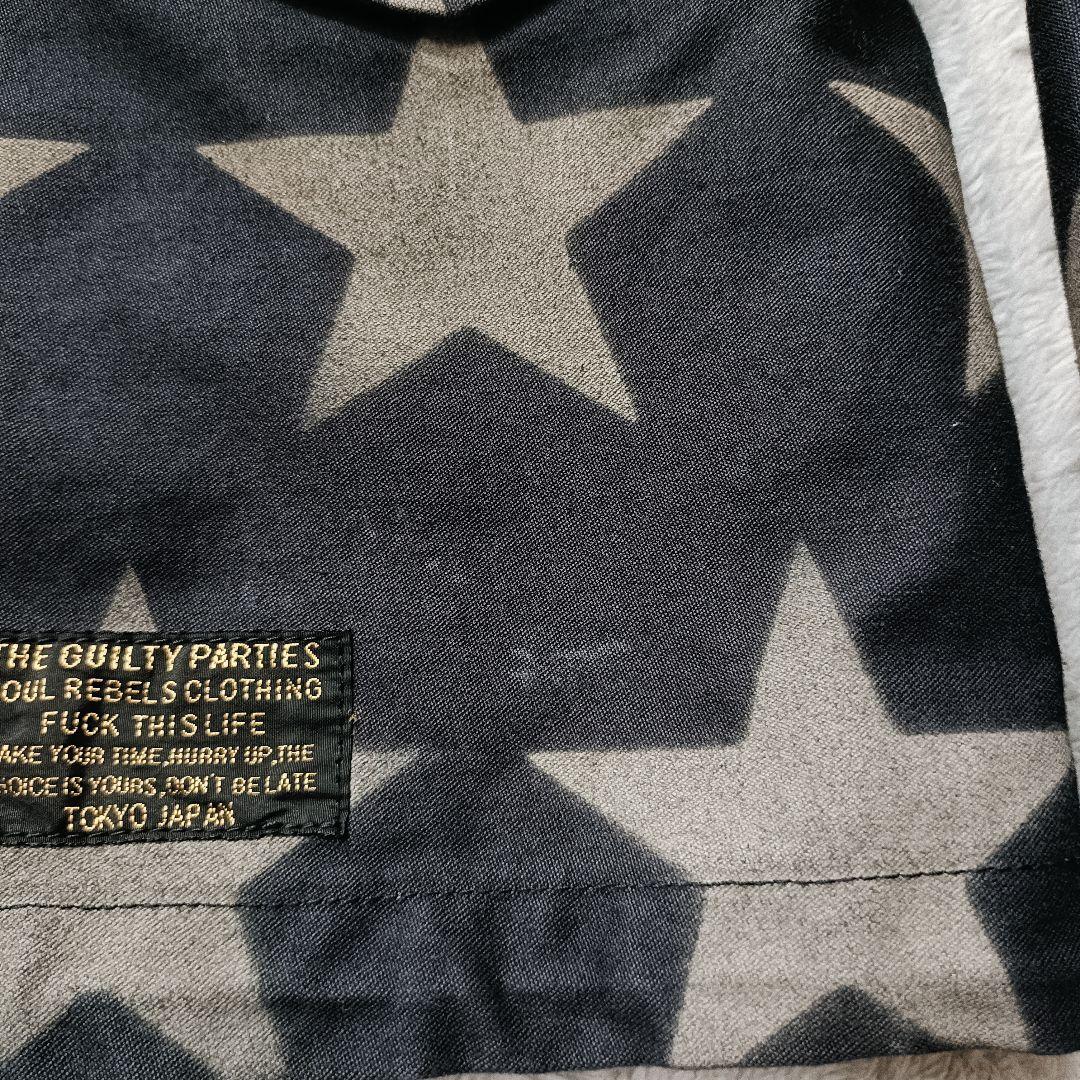 THE GUILTY PARTIES
OUL REBELS CLOTHING
FUCK THIS LIFE
AKE YOUR TIME,HURRY UP,THE
HOICE IS YOURS,DON'T BE LATE
TOKYO JAPAN